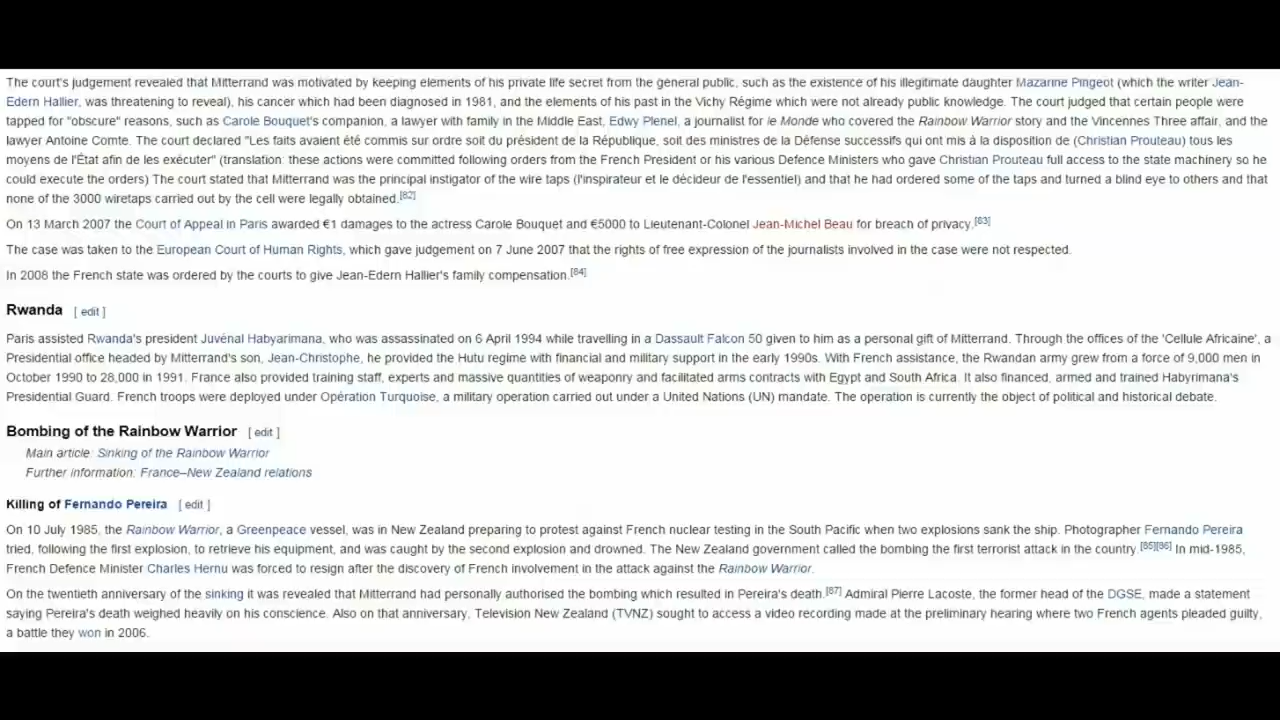 The court's judgement revealed that Mitterrand was motivated by keeping elements of his private life secret from the general public, such as the existence of his illegitimate daughter Mazarine Pingeot (which the writer Jean-
Edern Hallier, was threatening to reveal), his cancer which had been diagnosed in 1981, and the elements of his past in the Vichy Régime which were not already public knowledge. The court judged that certain people were
tapped for "obscure" reasons, such as Carole Bouquet's companion, a lawyer with family in the Middle East, Edwy Plenel, a journalist for le Monde who covered the Rainbow Warrior story and the Vincennes Three affair, and the
lawyer Antoine Comte. The court declared "Les faits avaient été commis sur ordre soit du président de la République, soit des ministres de la Défense successifs qui ont mis à la disposition de (Christian Prouteau) tous les
moyens de l'État afin de les exécuter" (translation: these actions were committed following orders from the French President or his various Defence Ministers who gave Christian Prouteau full access to the state machinery so he
could execute the orders) The court stated that Mitterrand was the principal instigator of the wire taps (l'inspirateur et le décideur de l'essentiel) and that he had ordered some of the taps and turned a blind eye to others and that
none of the 3000 wiretaps carried out by the cell were legally obtained.[82]
On 13 March 2007 the Court of Appeal in Paris awarded €1 damages to the actress Carole Bouquet and €5000 to Lieutenant-Colonel Jean-Michel Beau for breach of privacy.[83]
The case was taken to the European Court of Human Rights, which gave judgement on 7 June 2007 that the rights of free expression of the journalists involved in the case were not respected.
In 2008 the French state was ordered by the courts to give Jean-Edern Hallier's family compensation.[84]
Rwanda [ edit ]
Paris assisted Rwanda's president Juvénal Habyarimana, who was assassinated on 6 April 1994 while travelling in a Dassault Falcon 50 given to him as a personal gift of Mitterrand. Through the offices of the 'Cellule Africaine', a
Presidential office headed by Mitterrand's son, Jean-Christophe, he provided the Hutu regime with financial and military support in the early 1990s. With French assistance, the Rwandan army grew from a force of 9,000 men in
October 1990 to 28,000 in 1991. France also provided training staff, experts and massive quantities of weaponry and facilitated arms contracts with Egypt and South Africa. It also financed, armed and trained Habyrimana's
Presidential Guard. French troops were deployed under Opération Turquoise, a military operation carried out under a United Nations (UN) mandate. The operation is currently the object of political and historical debate.
Bombing of the Rainbow Warrior [ edit ]
Main article: Sinking of the Rainbow Warrior
Further information: France–New Zealand relations
Killing of Fernando Pereira [ edit ]
On 10 July 1985, the Rainbow Warrior, a Greenpeace vessel, was in New Zealand preparing to protest against French nuclear testing in the South Pacific when two explosions sank the ship. Photographer Fernando Pereira
tried, following the first explosion, to retrieve his equipment, and was caught by the second explosion and drowned. The New Zealand government called the bombing the first terrorist attack in the country.[85][86] In mid-1985,
French Defence Minister Charles Hernu was forced to resign after the discovery of French involvement in the attack against the Rainbow Warrior.
On the twentieth anniversary of the sinking it was revealed that Mitterrand had personally authorised the bombing which resulted in Pereira's death.[87] Admiral Pierre Lacoste, the former head of the DGSE, made a statement
saying Pereira's death weighed heavily on his conscience. Also on that anniversary, Television New Zealand (TVNZ) sought to access a video recording made at the preliminary hearing where two French agents pleaded guilty,
a battle they won in 2006.